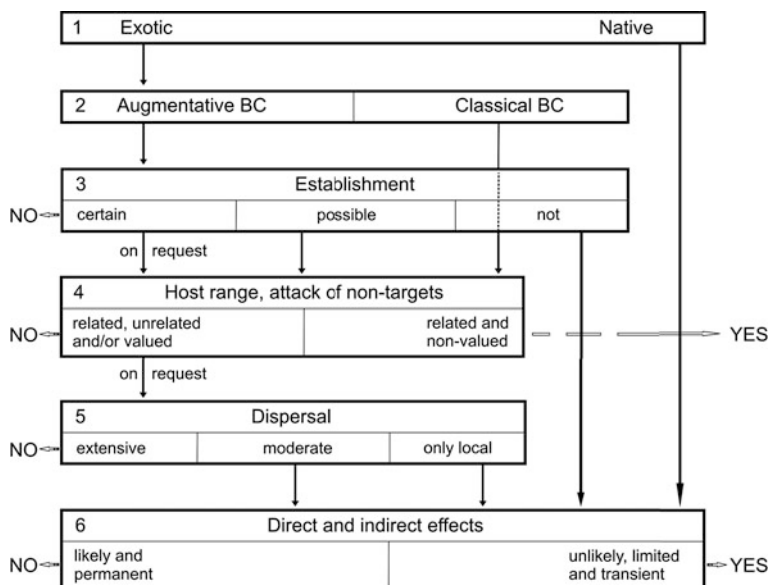 1 Exotic Native
2 Augmentative BC Classical BC
3 Establishment
NO certain possible not
on request
4 Host range, attack of non-targets
related, unrelated related and
NO and/or valued non-valued YES
on request
5 Dispersal
NO extensive moderate only local
6 Direct and indirect effects
likely and unlikely, limited
NO permanent and transient YES